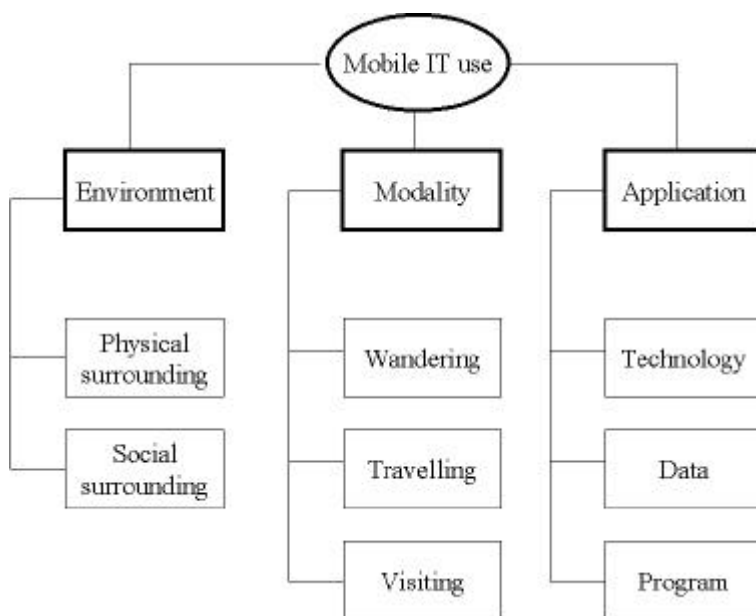 Mobile IT use
Environment
Modality
Application
Physical
surrounding
Wandering
Technology
Social
surrounding
Travelling
Data
Visiting
Program